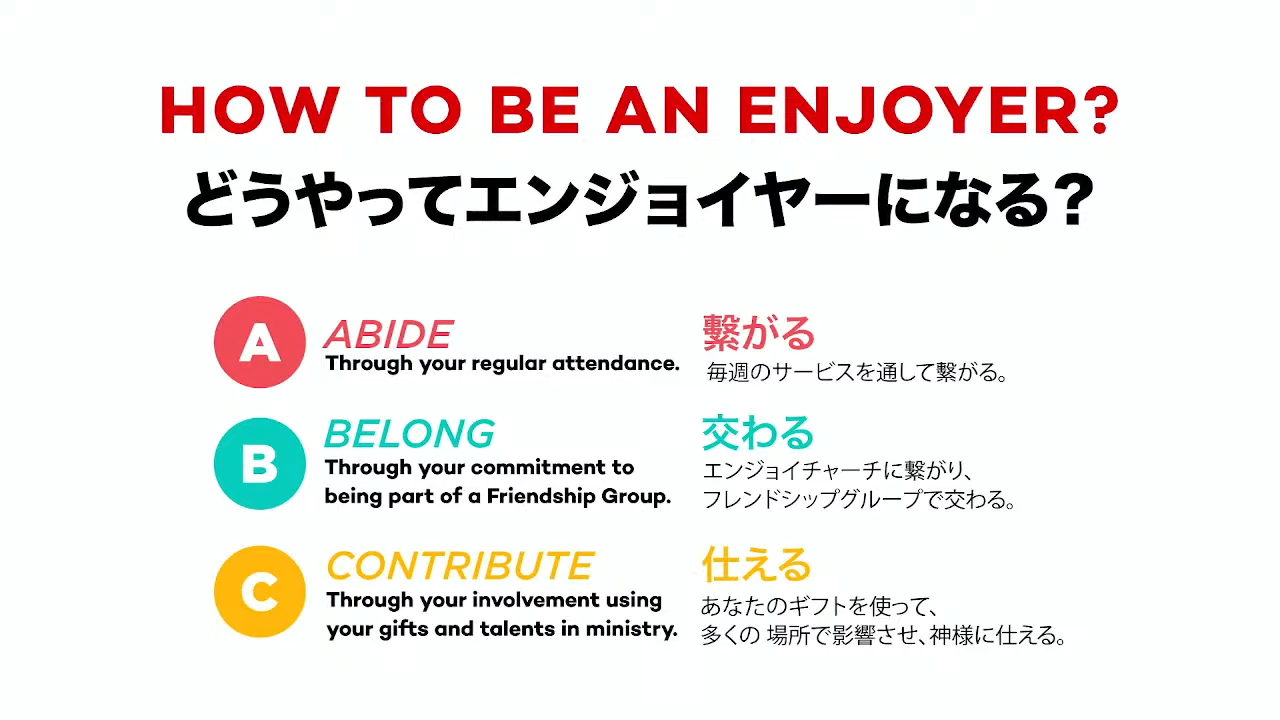 HOW TO BE AN ENJOYER?
どうやってエンジョイヤーになる?
A
ABIDE
Through your regular attendance.
繋がる
毎週のサービスを通して繋がる。
B
BELONG
Through your commitment to
being part of a Friendship Group.
交わる
エンジョイチャーチに繋がり、
フレンドシップグループで交わる。
C
CONTRIBUTE
Through your involvement using
your gifts and talents in ministry.
仕える
あなたのギフトを使って、
多くの 場所で影響させ、神様に仕える。